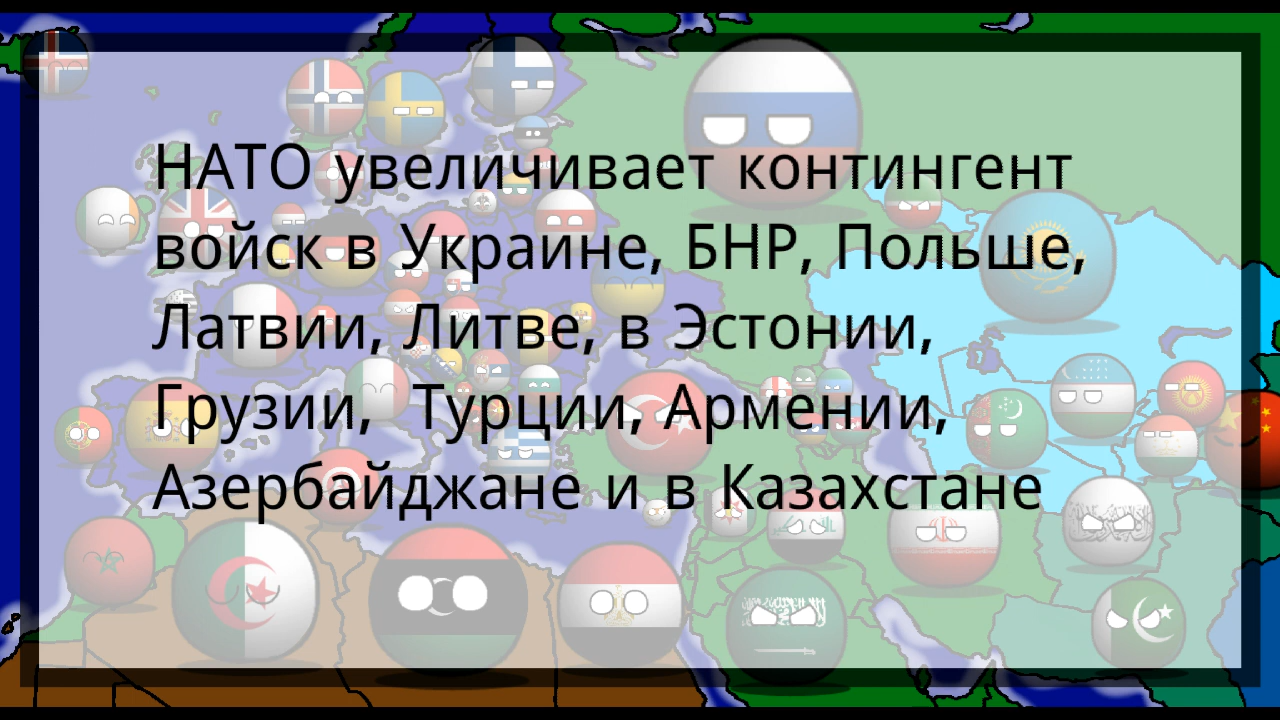 НАТО увеличивает контингент
войск в Украине, БНР, Польше,
Латвии, Литве, в Эстонии,
Грузии, Турции, Армении,
Азербайджане и в Казахстане